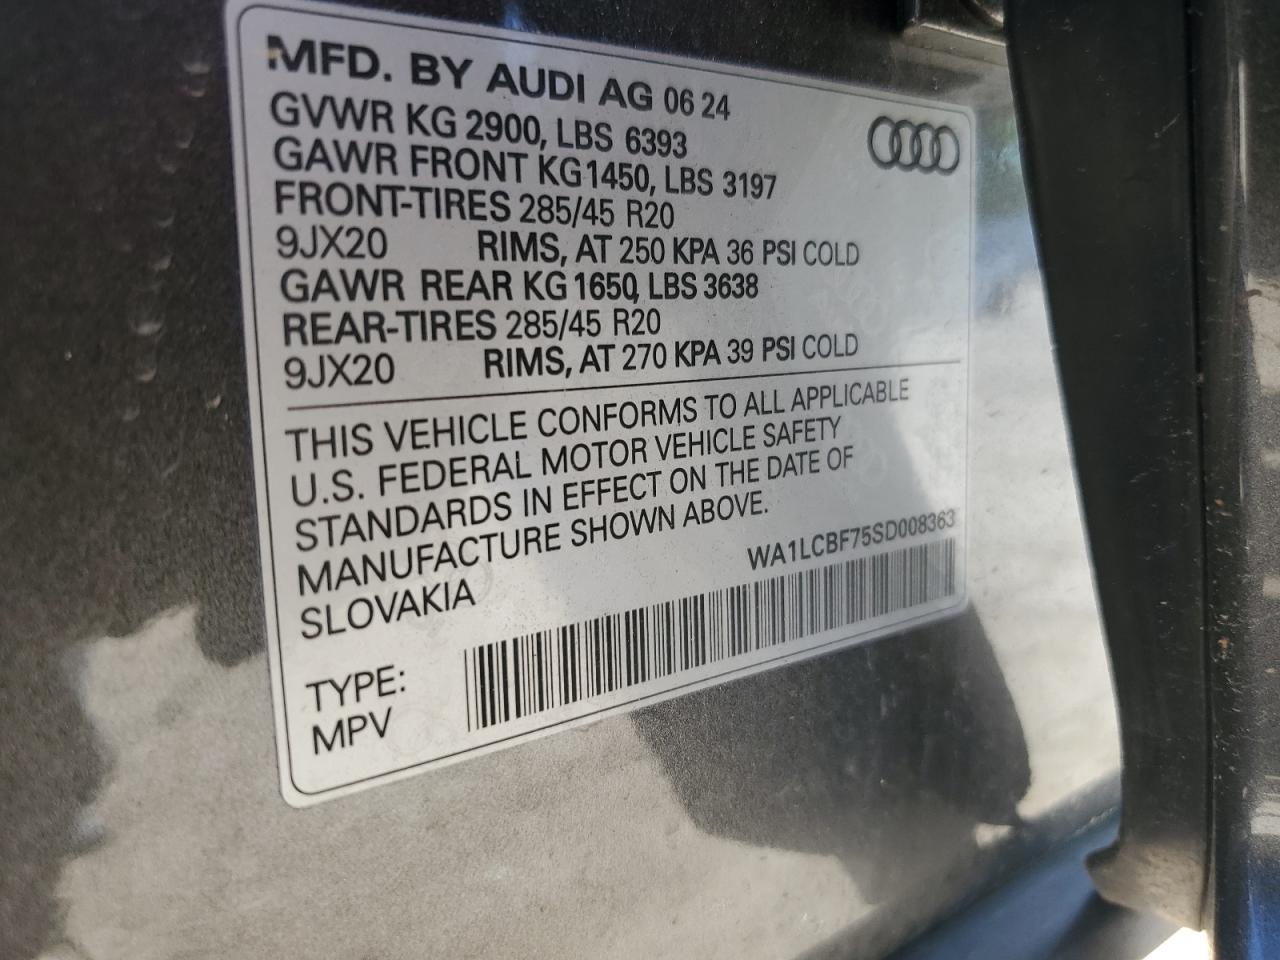 MFD. BY AUDI AG 06 24
GVWR KG 2900, LBS 6393
GAWR FRONT KG 1450, LBS 3197
FRONT-TIRES 285/45 R20
9JX20 RIMS, AT 250 KPA 36 PSI COLD
GAWR REAR KG 1650, LBS 3638
REAR-TIRES 285/45 R20
9JX20 RIMS, AT 270 KPA 39 PSI COLD
THIS VEHICLE CONFORMS TO ALL APPLICABLE
U.S. FEDERAL MOTOR VEHICLE SAFETY
STANDARDS IN EFFECT ON THE DATE OF
MANUFACTURE SHOWN ABOVE.
SLOVAKIA
WA1LCBF75SD008363
TYPE:
MPV